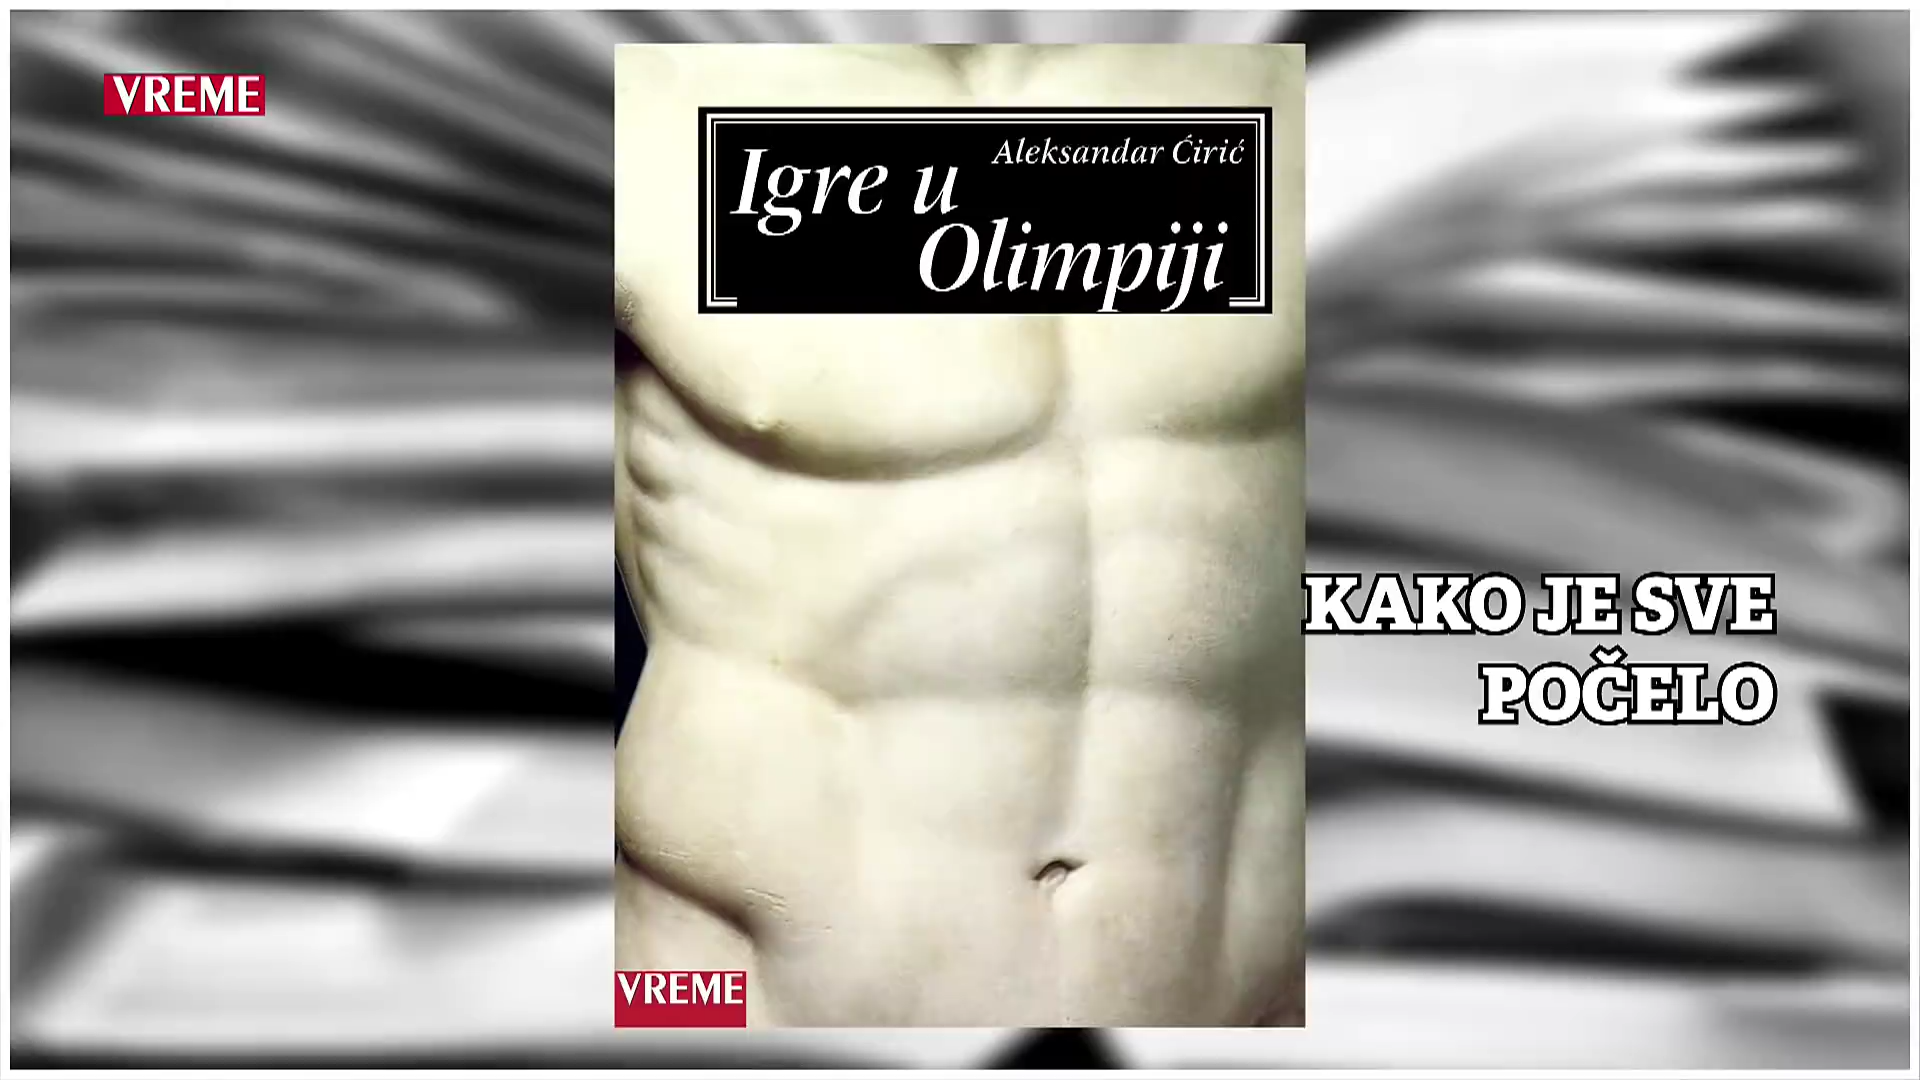 VREME
Aleksandar Ćirić
Igre u
Olimpiji
KAKO JE SVE
POČELO
VREME